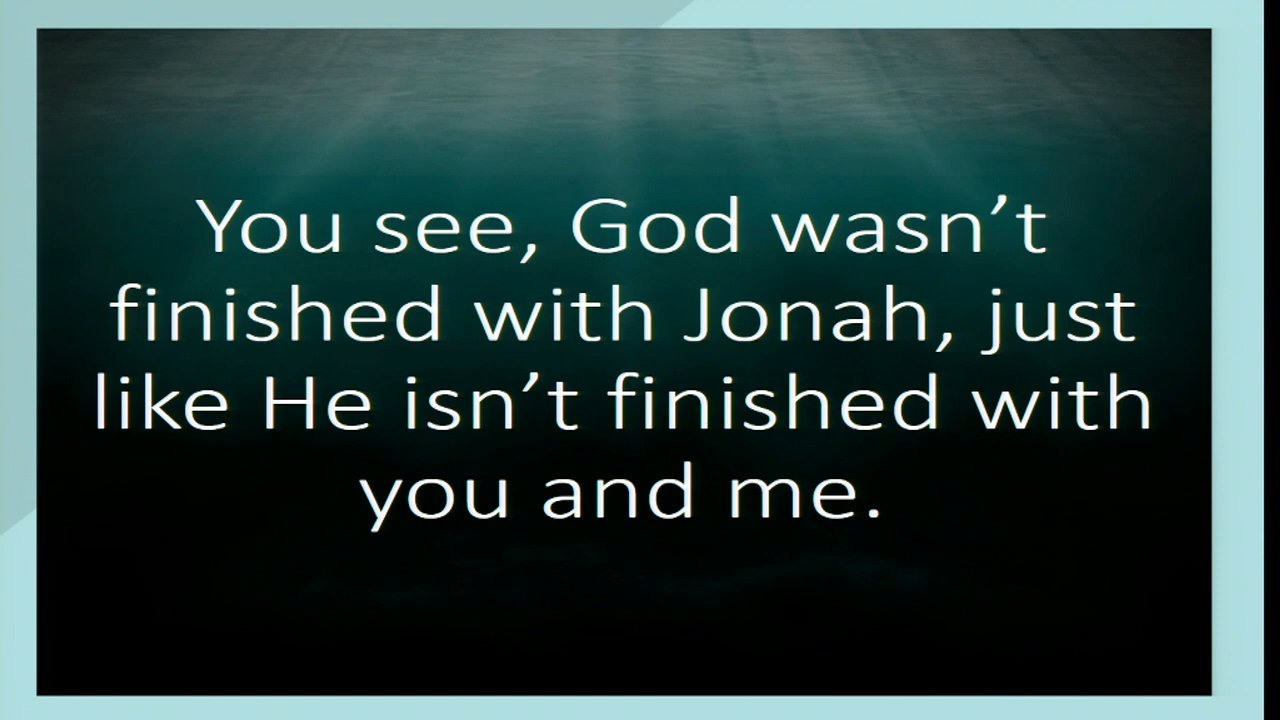 You see, God wasn’t
finished with Jonah, just
like He isn’t finished with
you and me.